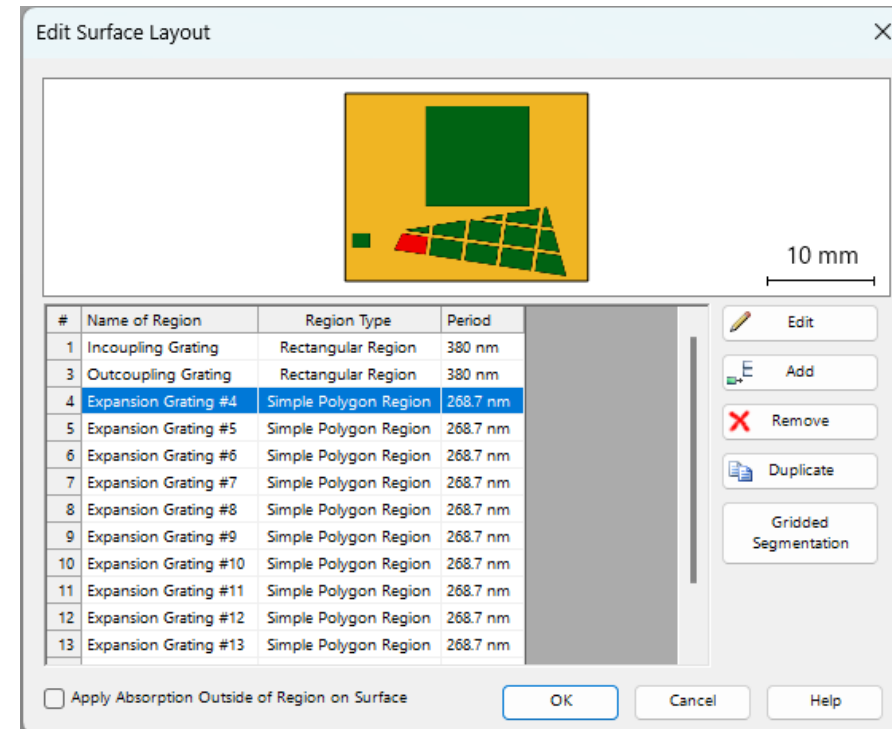 Edit Surface Layout
10 mm
# Name of Region Region Type Period
1 Incoupling Grating Rectangular Region 380 nm
3 Outcoupling Grating Rectangular Region 380 nm
4 Expansion Grating #4 Simple Polygon Region 268.7 nm
5 Expansion Grating #5 Simple Polygon Region 268.7 nm
6 Expansion Grating #6 Simple Polygon Region 268.7 nm
7 Expansion Grating #7 Simple Polygon Region 268.7 nm
8 Expansion Grating #8 Simple Polygon Region 268.7 nm
9 Expansion Grating #9 Simple Polygon Region 268.7 nm
10 Expansion Grating #10 Simple Polygon Region 268.7 nm
11 Expansion Grating #11 Simple Polygon Region 268.7 nm
12 Expansion Grating #12 Simple Polygon Region 268.7 nm
13 Expansion Grating #13 Simple Polygon Region 268.7 nm
Edit
Add
Remove
Duplicate
Gridded
Segmentation
Apply Absorption Outside of Region on Surface
OK
Cancel
Help